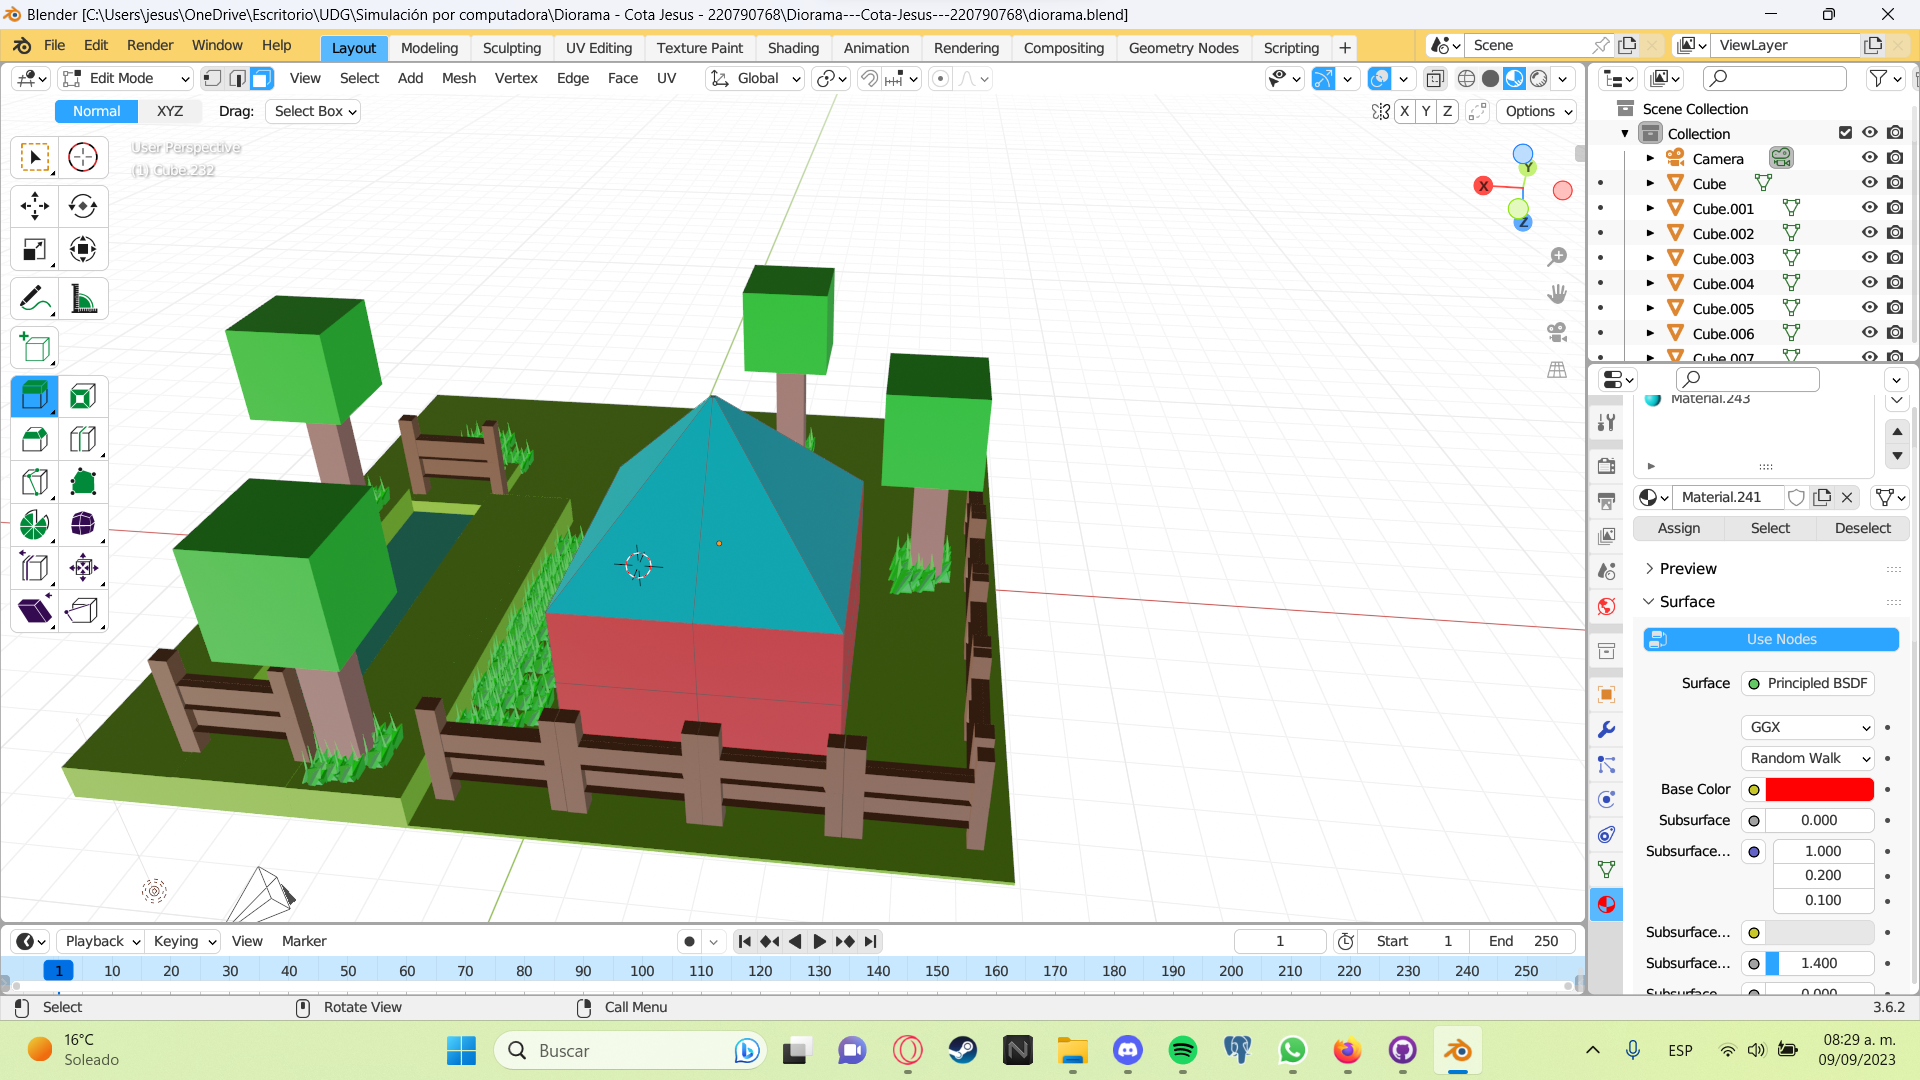 Blender [C:\Users\jesus\OneDrive\Escritorio\UDG\Simulación por computadora\Diorama - Cota Jesus - 220790768\Diorama---Cota-Jesus---220790768\diorama.blend]
File Edit Render Window Help Layout Modeling Sculpting UV Editing Texture Paint Shading Animation Rendering Compositing Geometry Nodes Scripting + Scene ViewLayer
Edit Mode View Select Add Mesh Vertex Edge Face UV Global
Normal XYZ Drag: Select Box X Y Z Options
User Perspective
(1) Cube.232
X Y Z
Scene Collection
Collection
Camera
Cube
Cube.001
Cube.002
Cube.003
Cube.004
Cube.005
Cube.006
Cube.007
Material.243
Material.241
Assign Select Deselect
Preview
Surface
Use Nodes
Surface Principled BSDF
GGX
Random Walk
Base Color
Subsurface 0.000
Subsurface... 1.000
0.200
0.100
Subsurface...
Subsurface... 1.400
Subsurface 0.000
Playback Keying View Marker 1 Start 1 End 250
1 10 20 30 40 50 60 70 80 90 100 110 120 130 140 150 160 170 180 190 200 210 220 230 240 250
Select Rotate View Call Menu 3.6.2
16°C
Soleado
Buscar
ESP
08:29 a. m.
09/09/2023